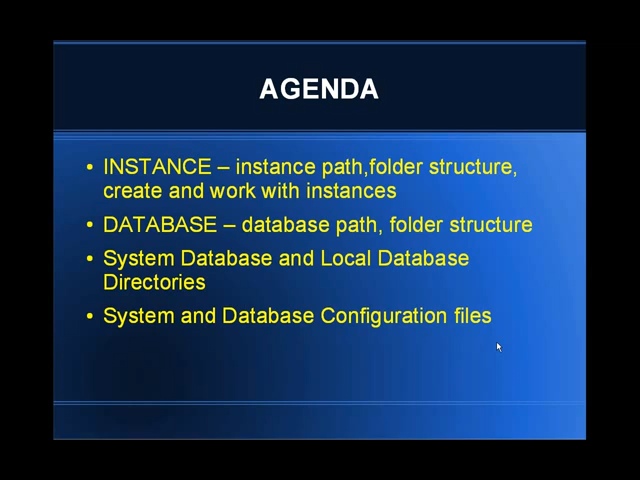 AGENDA
• INSTANCE – instance path,folder structure,
create and work with instances
• DATABASE – database path, folder structure
• System Database and Local Database
Directories
• System and Database Configuration files